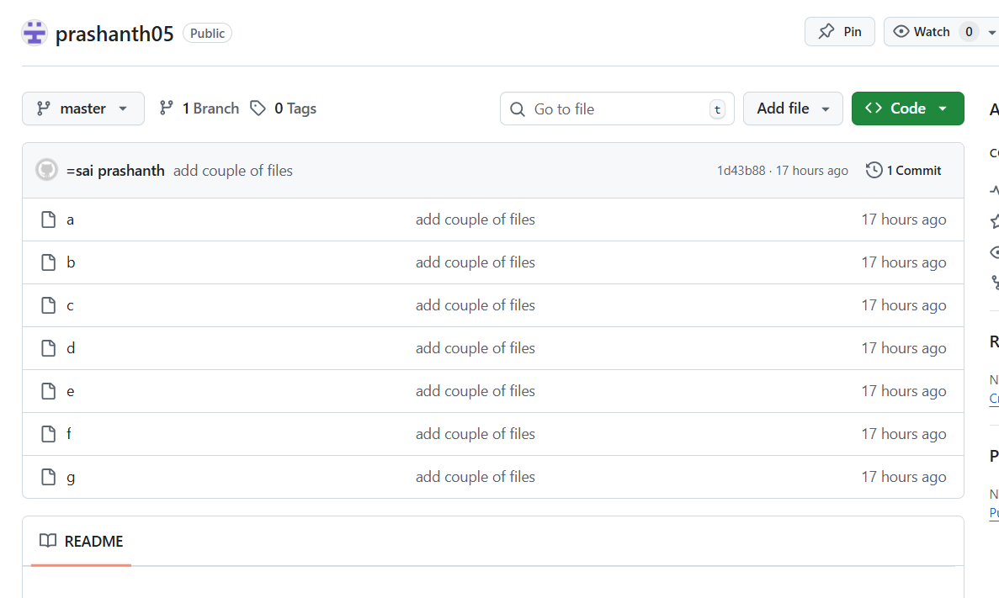 prashanth05 Public Pin Watch 0
master 1 Branch 0 Tags Go to file t Add file Code
=sai prashanth add couple of files 1d43b88 · 17 hours ago 1 Commit
a add couple of files 17 hours ago
b add couple of files 17 hours ago
c add couple of files 17 hours ago
d add couple of files 17 hours ago
e add couple of files 17 hours ago
f add couple of files 17 hours ago
g add couple of files 17 hours ago
README